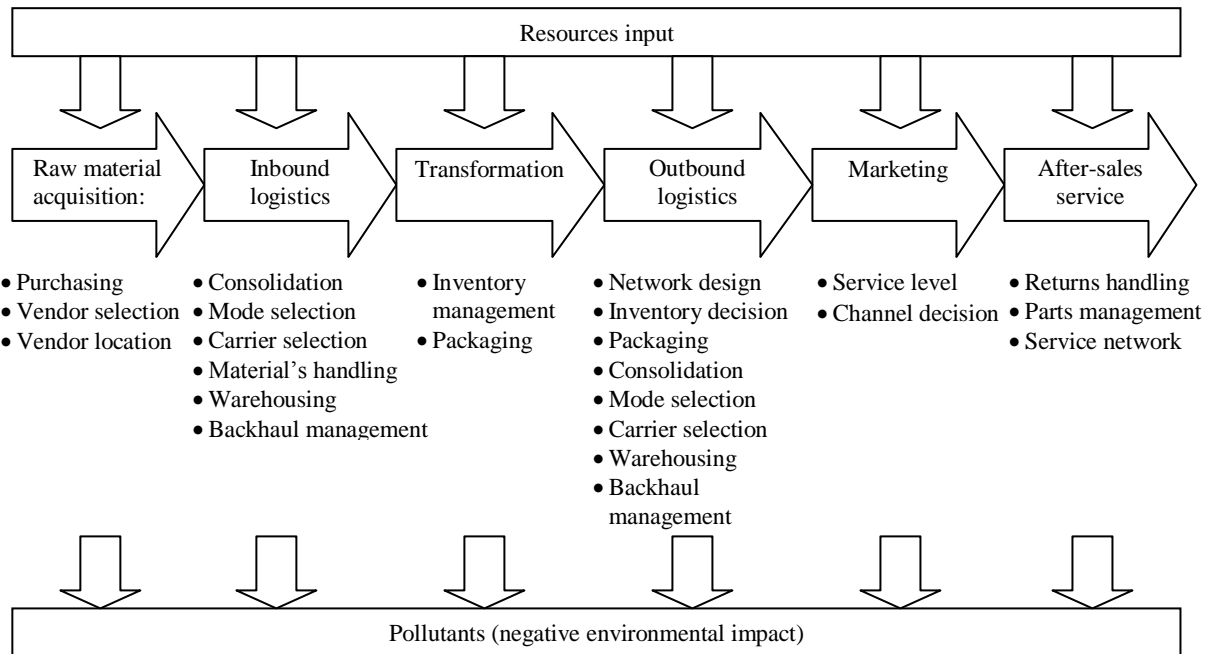 Resources input
Raw material
acquisition:
Inbound
logistics
Transformation
Outbound
logistics
Marketing
After-sales
service
• Purchasing
• Vendor selection
• Vendor location
• Consolidation
• Mode selection
• Carrier selection
• Material’s handling
• Warehousing
• Backhaul management
• Inventory
management
• Packaging
• Network design
• Inventory decision
• Packaging
• Consolidation
• Mode selection
• Carrier selection
• Warehousing
• Backhaul
management
• Service level
• Channel decision
• Returns handling
• Parts management
• Service network
Pollutants (negative environmental impact)